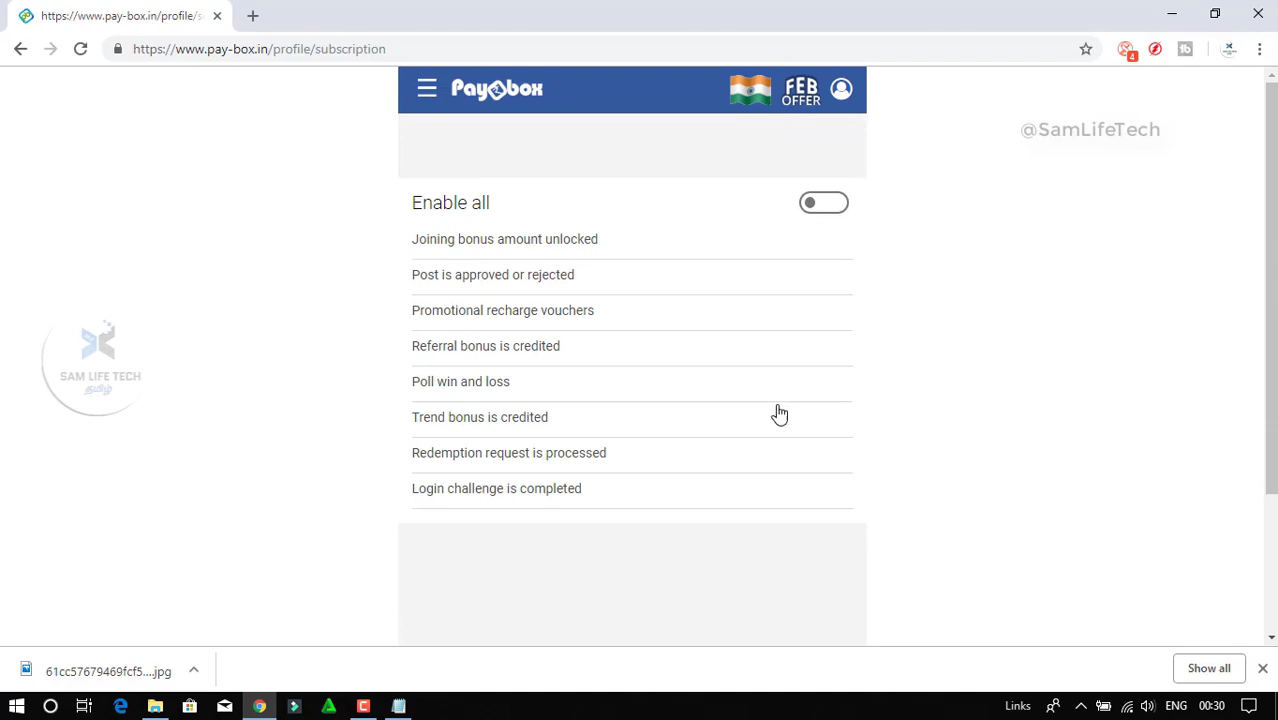 https://www.pay-box.in/profile/s
https://www.pay-box.in/profile/subscription
4
Paybox
FEB
OFFER
@SamLifeTech
Enable all
Joining bonus amount unlocked
Post is approved or rejected
Promotional recharge vouchers
Referral bonus is credited
Poll win and loss
Trend bonus is credited
Redemption request is processed
Login challenge is completed
SAM LIFE TECH
தமிழ்
61cc57679469fcf5....jpg
Show all
Links
ENG
00:30